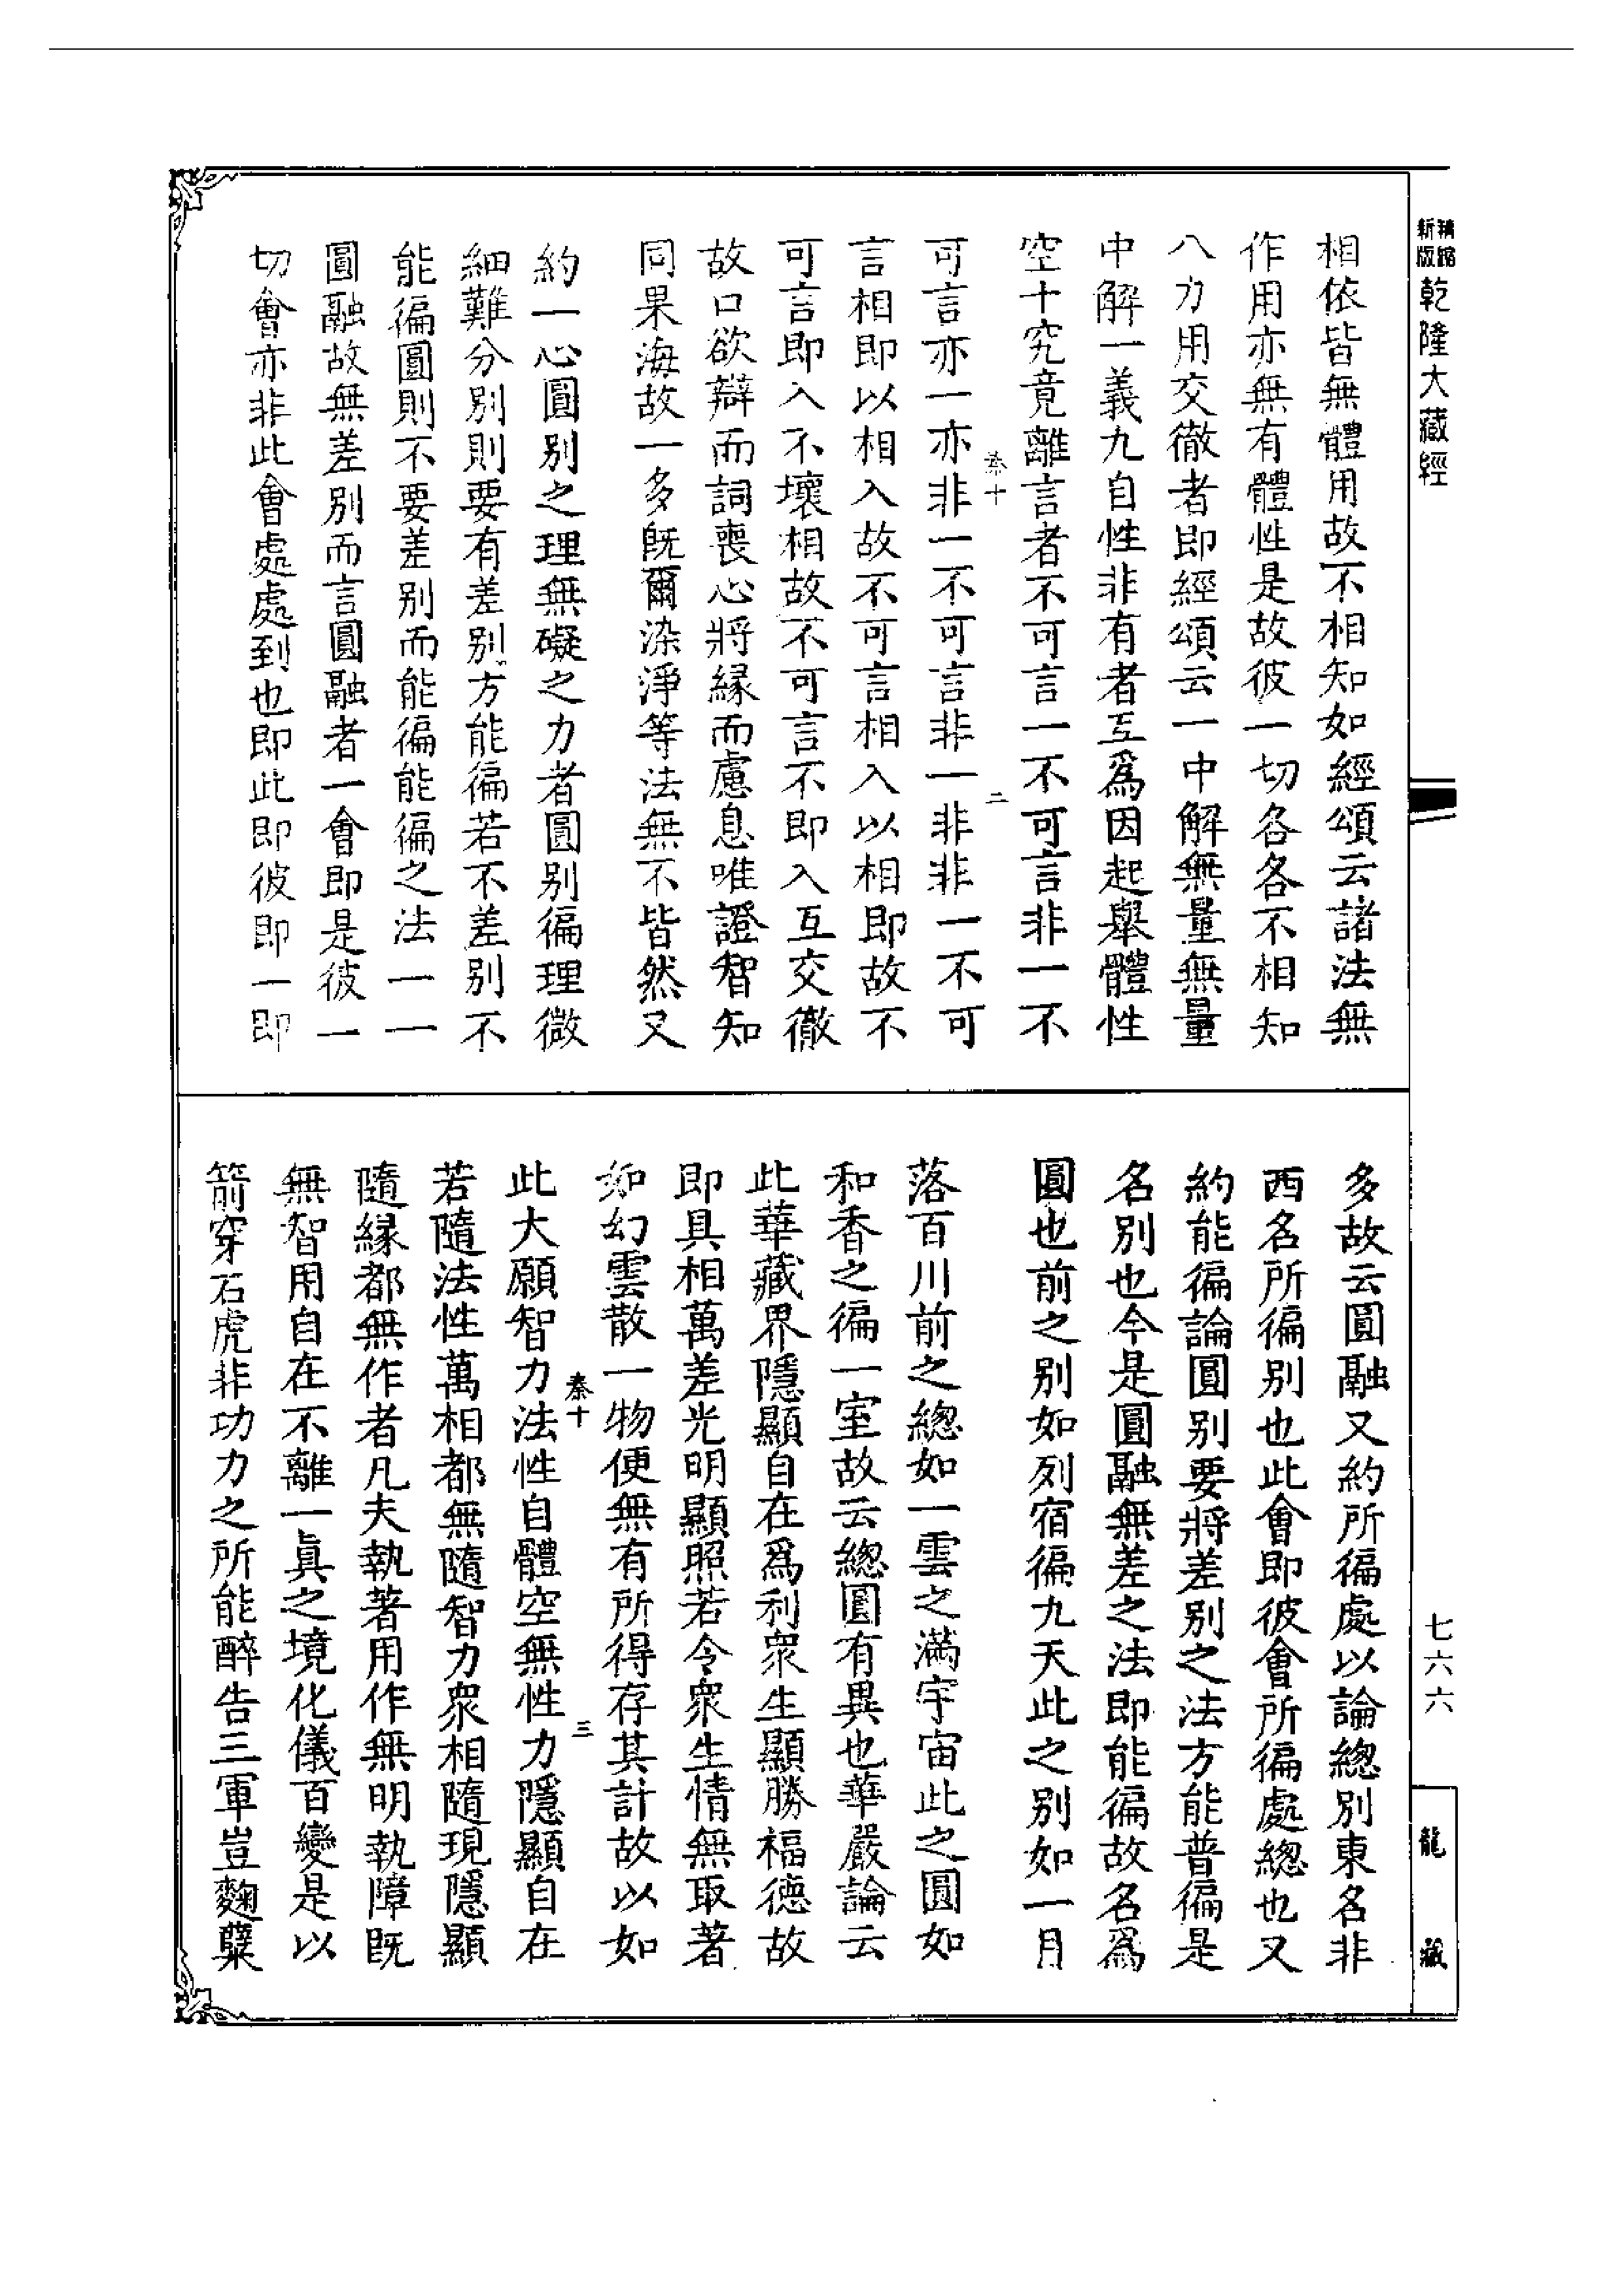 精縮
新版
乾隆大藏經
相依皆無體用故不相知如經頌云諸法無
作用亦無有體性是故彼一切各各不相知
八力用交徹者即經頌云一中解無量無量
中解一義九自性非有者互爲因起舉體性
空十究竟離言者不可言一不可言非一不
秦十
二
可言亦一亦非一不可言非一非非一不可
言相即以相入故不可言相入以相即故不
可言即入不壞相故不可言不即入互交徹
故口欲辯而詞喪心將緣而慮息唯證智知
同果海故一多既爾染淨等法無不皆然又
約一心圓別之理無礙之力者圓別徧理微
細難分別則要有差別方能徧若不差別不
能徧圓則不要差別而能徧能徧之法一一
圓融故無差別而言圓融者一會即是彼一
切會亦非此會處處到也即此即彼即一即
多故云圓融又約所徧處以論總別東名非
西名所徧別也此會即彼會所徧處總也又
約能徧論圓別要將差別之法方能普徧是
名別也今是圓融無差之法即能徧故名爲
圓也前之別如列宿徧九天此之別如一月
落百川前之總如一雲之滿宇宙此之圓如
和香之徧一室故云總圓有異也華嚴論云
此華藏界隱顯自在爲利衆生顯勝福德故
即具相萬差光明顯照若令衆生情無取著
如幻雲散一物便無有所得存其計故以如
秦十
三
此大願智力法性自體空無性力隱顯自在
若隨法性萬相都無隨智力衆相隨現隱顯
隨緣都無作者凡夫執著用作無明執障既
無智用自在不離一眞之境化儀百變是以
箭穿石虎非功力之所能醉告三軍豈麴糵
七六六
龍藏